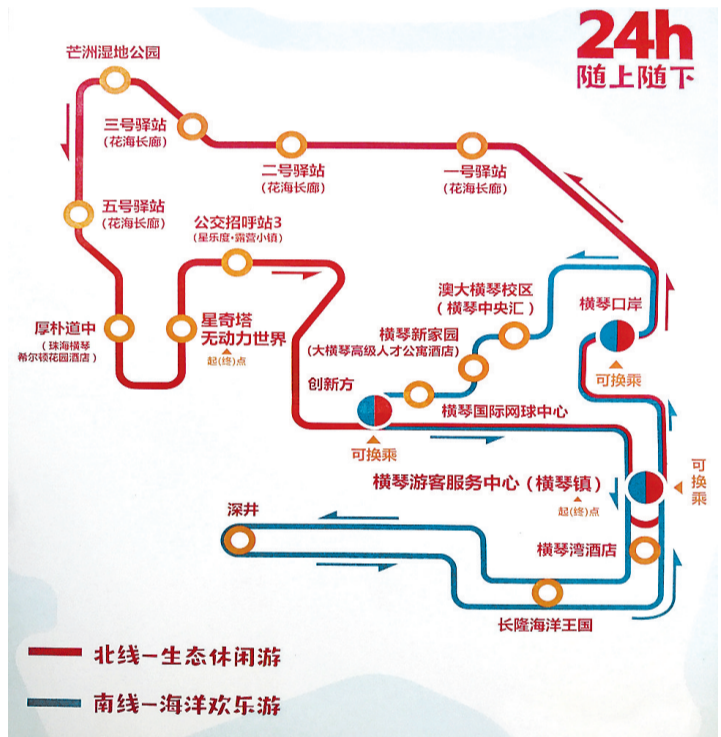 24h
随上随下
芒洲湿地公园
三号驿站
(花海长廊)
二号驿站
(花海长廊)
一号驿站
(花海长廊)
五号驿站
(花海长廊)
公交招呼站3
(星乐度·露营小镇)
澳大横琴校区
(横琴中央汇)
横琴口岸
可换乘
厚朴道中
(珠海横琴
希尔顿花园酒店)
星奇塔
无动力世界
起(终)点
横琴新家园
(大横琴高级人才公寓酒店)
创新方
可换乘
横琴国际网球中心
横琴游客服务中心(横琴镇)
起(终)点
可换乘
深井
横琴湾酒店
长隆海洋王国
北线-生态休闲游
南线-海洋欢乐游